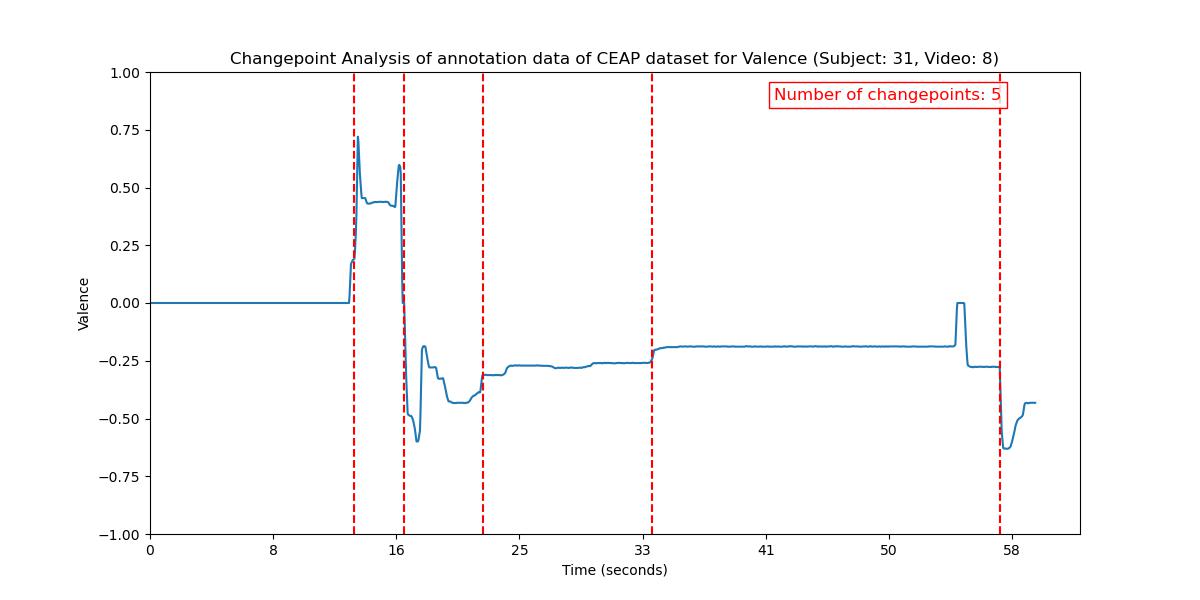 Changepoint Analysis of annotation data of CEAP dataset for Valence (Subject: 31, Video: 8)
Number of changepoints: 5
1.00
0.75
0.50
0.25
0.00
−0.25
−0.50
−0.75
−1.00
Valence
0 8 16 25 33 41 50 58
Time (seconds)